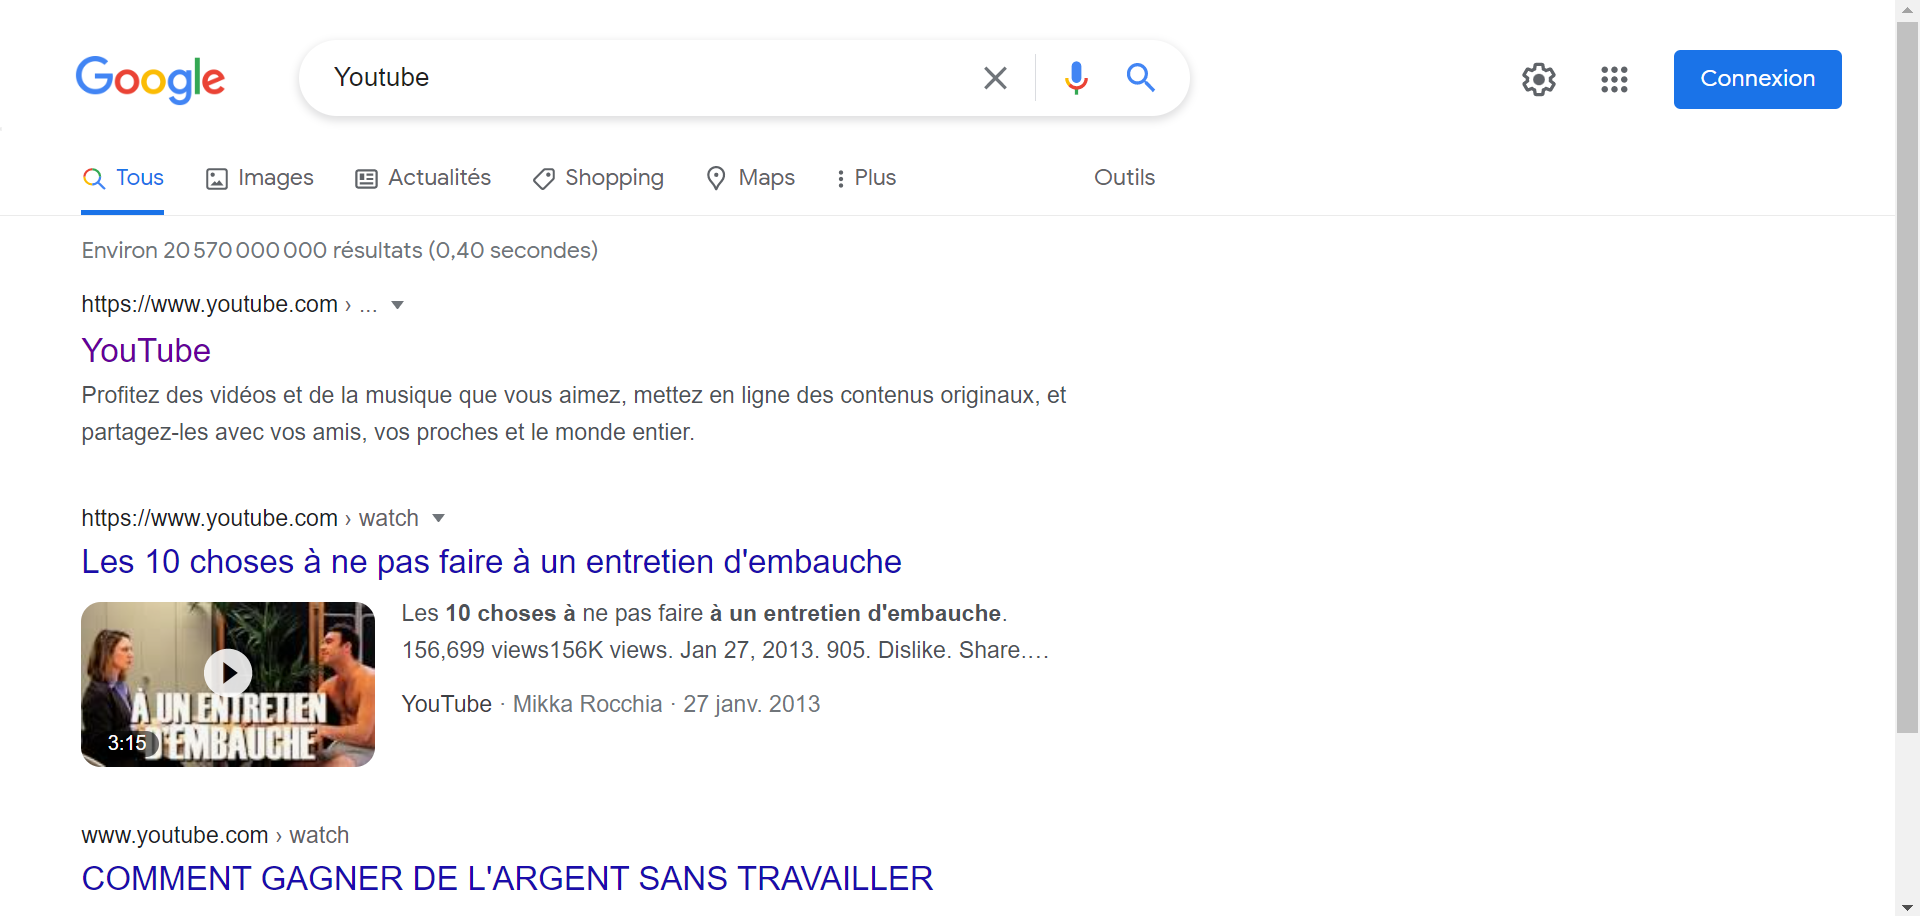 Google
Youtube
Connexion
Tous
Images
Actualités
Shopping
Maps
Plus
Outils
Environ 20 570 000 000 résultats (0,40 secondes)
https://www.youtube.com › ...
YouTube
Profitez des vidéos et de la musique que vous aimez, mettez en ligne des contenus originaux, et
partagez-les avec vos amis, vos proches et le monde entier.
https://www.youtube.com › watch
Les 10 choses à ne pas faire à un entretien d'embauche
À UN ENTRETIEN
D'EMBAUCHE
3:15
Les 10 choses à ne pas faire à un entretien d'embauche.
156,699 views156K views. Jan 27, 2013. 905. Dislike. Share....
YouTube · Mikka Rocchia · 27 janv. 2013
www.youtube.com › watch
COMMENT GAGNER DE L'ARGENT SANS TRAVAILLER